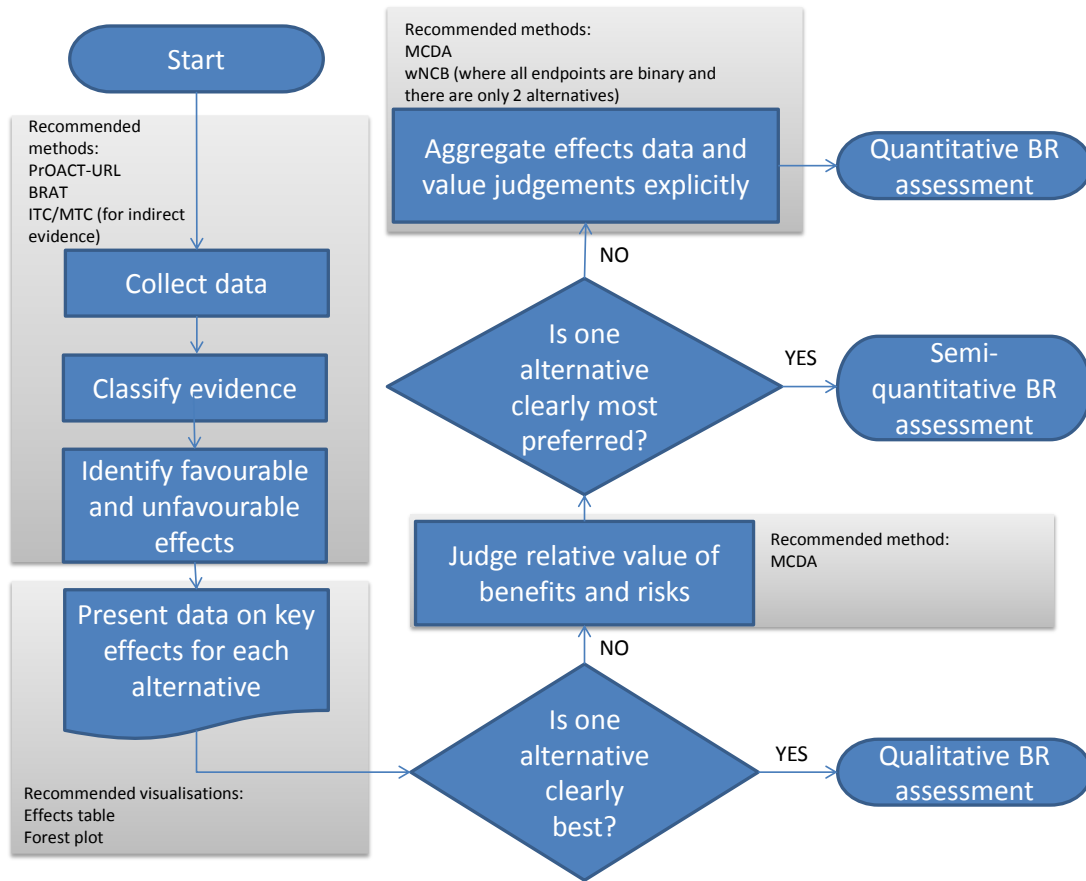 Start
Recommended
methods:
PrOACT-URL
BRAT
ITC/MTC (for indirect
evidence)
Collect data
Classify evidence
Identify favourable
and unfavourable
effects
Present data on key
effects for each
alternative
Recommended visualisations:
Effects table
Forest plot
Is one
alternative
clearly
best?
YES
Qualitative BR
assessment
NO
Judge relative value of
benefits and risks
Recommended method:
MCDA
Is one
alternative
clearly most
preferred?
YES
Semi-
quantitative BR
assessment
NO
Recommended methods:
MCDA
wNCB (where all endpoints are binary and
there are only 2 alternatives)
Aggregate effects data and
value judgements explicitly
Quantitative BR
assessment